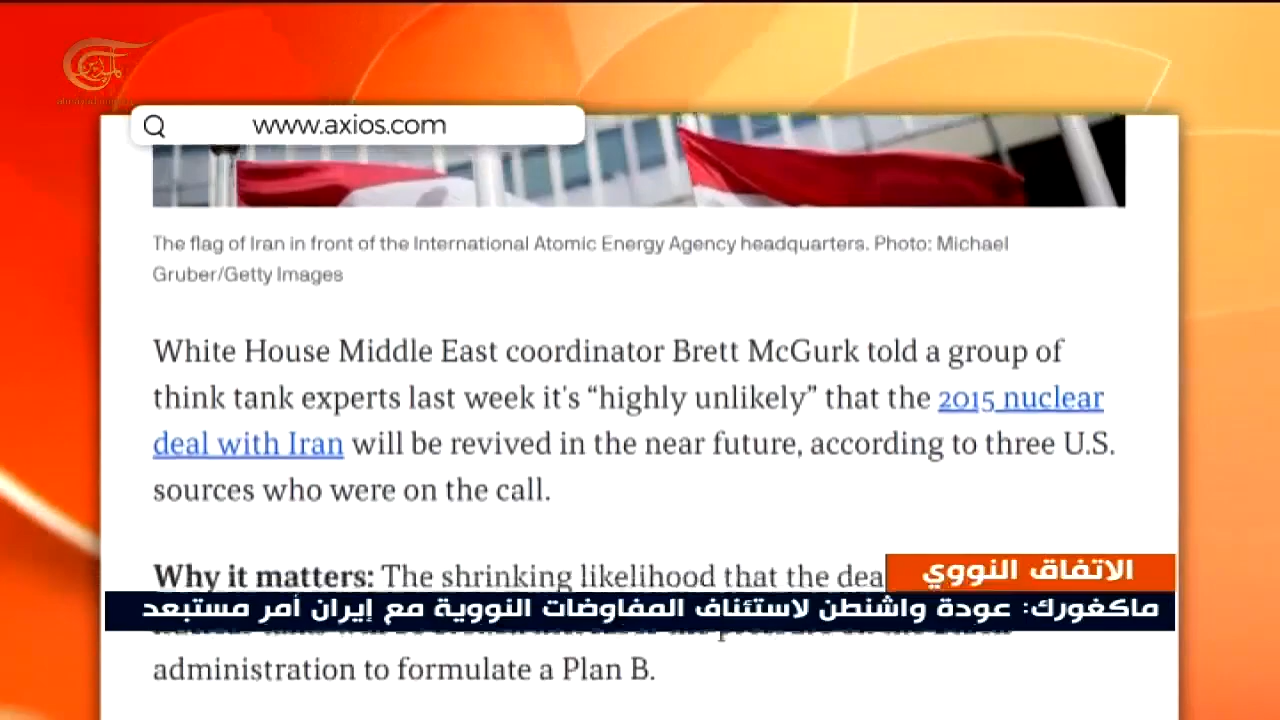 الميادين
www.axios.com
The flag of Iran in front of the International Atomic Energy Agency headquarters. Photo: Michael
Gruber/Getty Images
White House Middle East coordinator Brett McGurk told a group of
think tank experts last week it's “highly unlikely” that the 2015 nuclear
deal with Iran will be revived in the near future, according to three U.S.
sources who were on the call.
Why it matters: The shrinking likelihood that the dea
الاتفاق النووي
ماكغورك: عودة واشنطن لاستئناف المفاوضات النووية مع إيران أمر مستبعد
administration to formulate a Plan B.